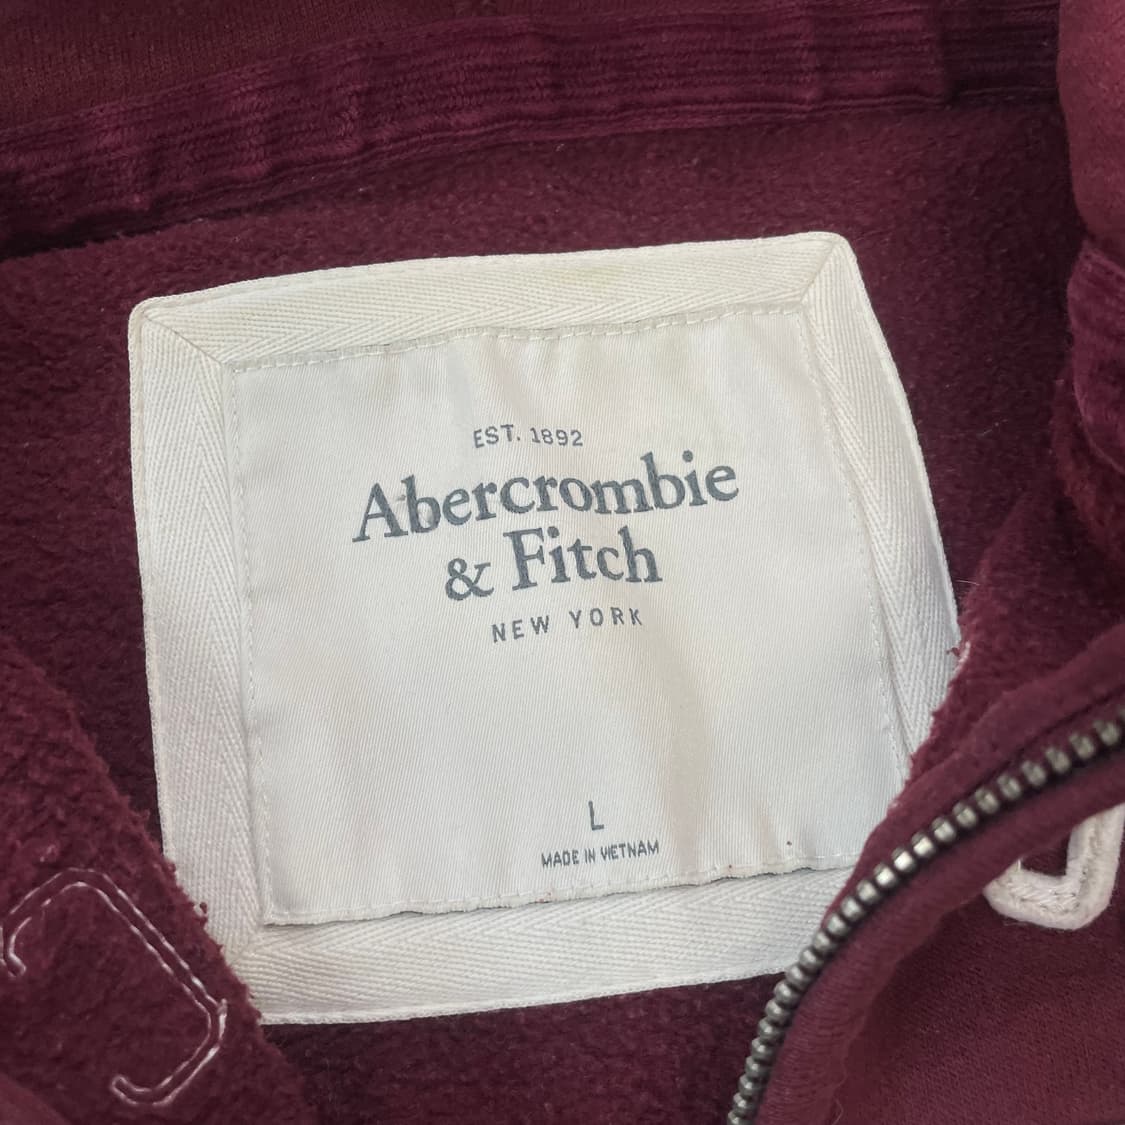 EST. 1892
Abercrombie
& Fitch
NEW YORK
L
MADE IN VIETNAM